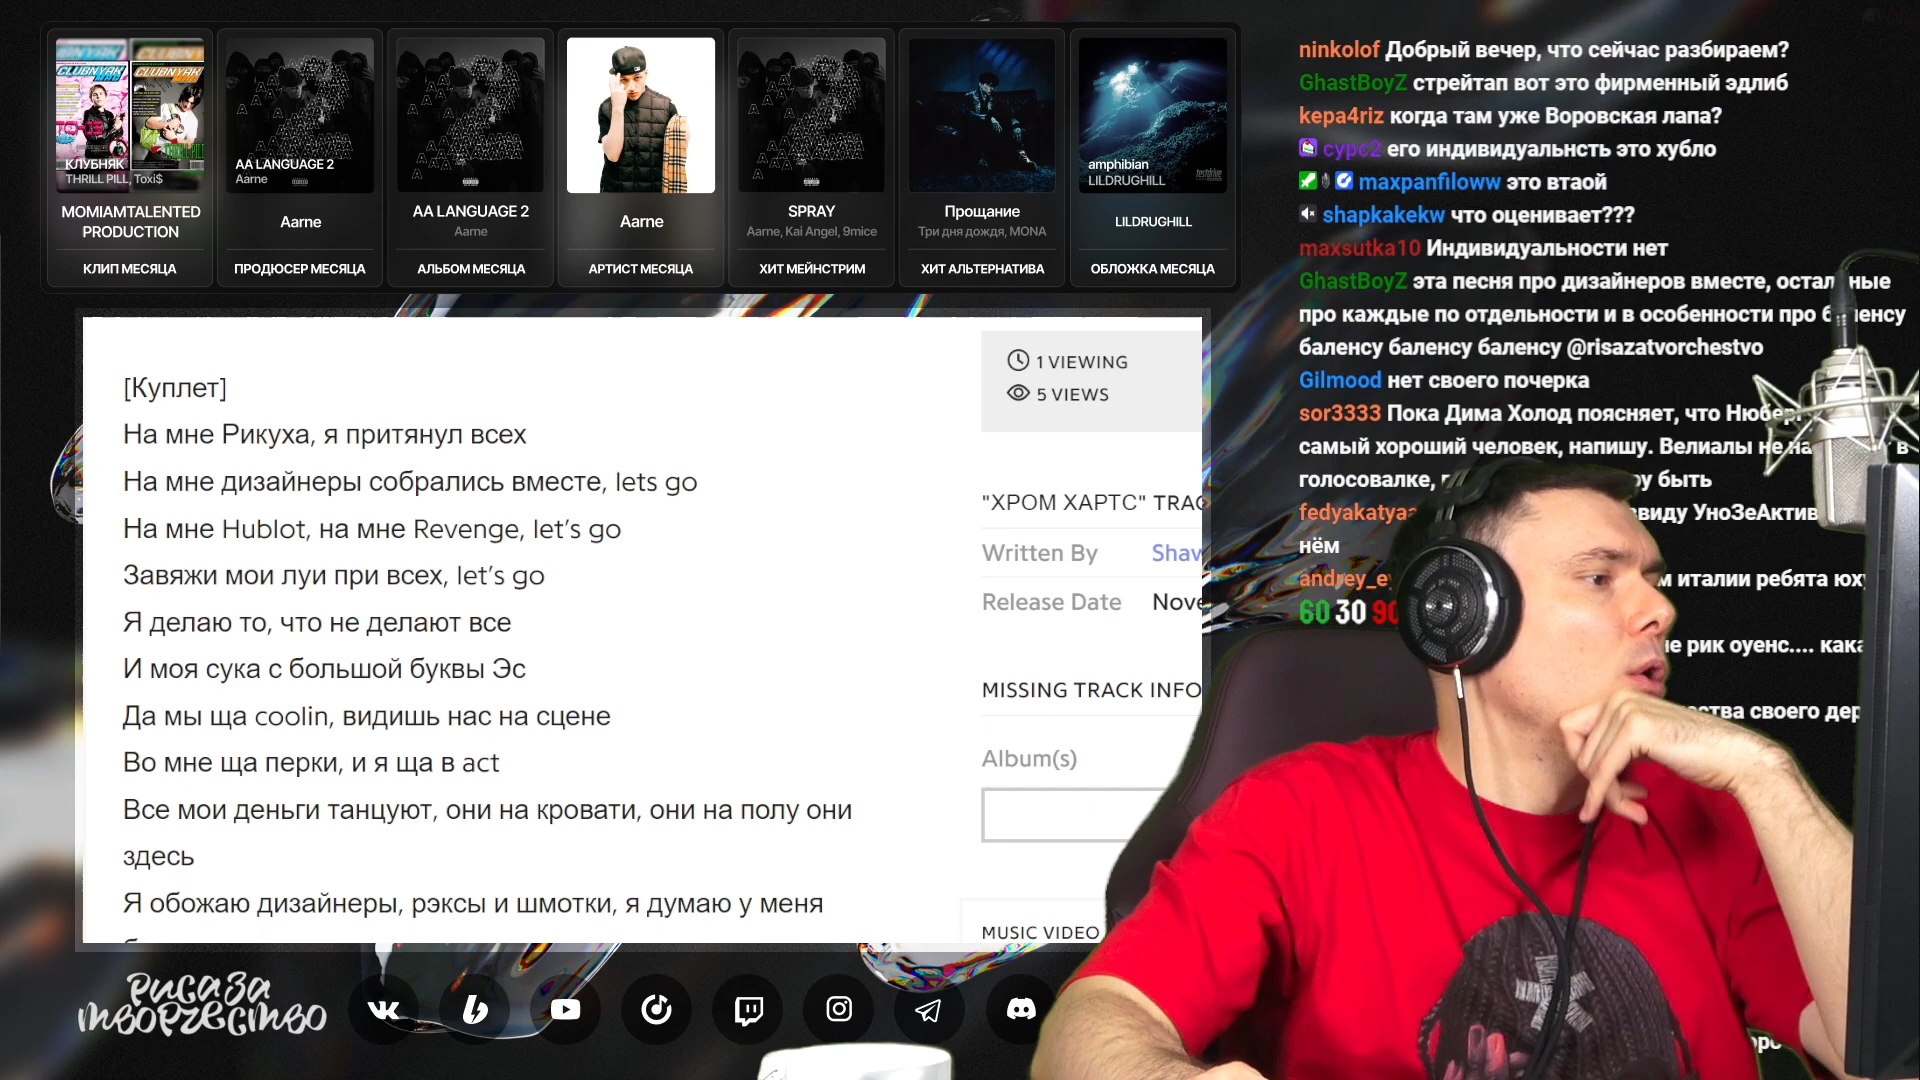 КЛУБНЯК
THRILL PILL, Toxi$
MOMIAMTALENTED
PRODUCTION
КЛИП МЕСЯЦА
AA LANGUAGE 2
Aarne
Aarne
ПРОДЮСЕР МЕСЯЦА
AA LANGUAGE 2
Aarne
АЛЬБОМ МЕСЯЦА
Aarne
АРТИСТ МЕСЯЦА
SPRAY
Aarne, Kai Angel, 9mice
ХИТ МЕЙНСТРИМ
Прощание
Три дня дождя, MONA
ХИТ АЛЬТЕРНАТИВА
amphibian
LILDRUGHILL
LILDRUGHILL
ОБЛОЖКА МЕСЯЦА
[Куплет]
На мне Рикуха, я притянул всех
На мне дизайнеры собрались вместе, lets go
На мне Hublot, на мне Revenge, let’s go
Завяжи мои луи при всех, let’s go
Я делаю то, что не делают все
И моя сука с большой буквы Эс
Да мы ща coolin, видишь нас на сцене
Во мне ща перки, и я ща в act
Все мои деньги танцуют, они на кровати, они на полу они
здесь
Я обожаю дизайнеры, рэксы и шмотки, я думаю у меня
1 VIEWING
5 VIEWS
"ХРОМ ХАРТС"
Written By
Release Date
MISSING TRACK INFO
Album(s)
MUSIC VIDEO
ninkolof Добрый вечер, что сейчас разбираем?
GhastBoyZ стрейтап вот это фирменный эдлиб
kepa4riz когда там уже Воровская лапа?
cypc2 его индивидуальнсть это хубло
maxpanfiloww это втаой
shapkakekw что оценивает???
maxsutka10 Индивидуальности нет
GhastBoyZ эта песня про дизайнеров вместе,
про каждые по отдельности и в особенности про
баленсу баленсу баленсу @risazatvorchestvo
Gilmood нет своего почерка
sor3333 Пока Дима Холод поясняет, что
самый хороший человек, напишу. Велиалы
голосовалке, быть
УноЗеАктив
нём
италии ребята
60 30 90
рик оуенс....
своего
риса за
творчество